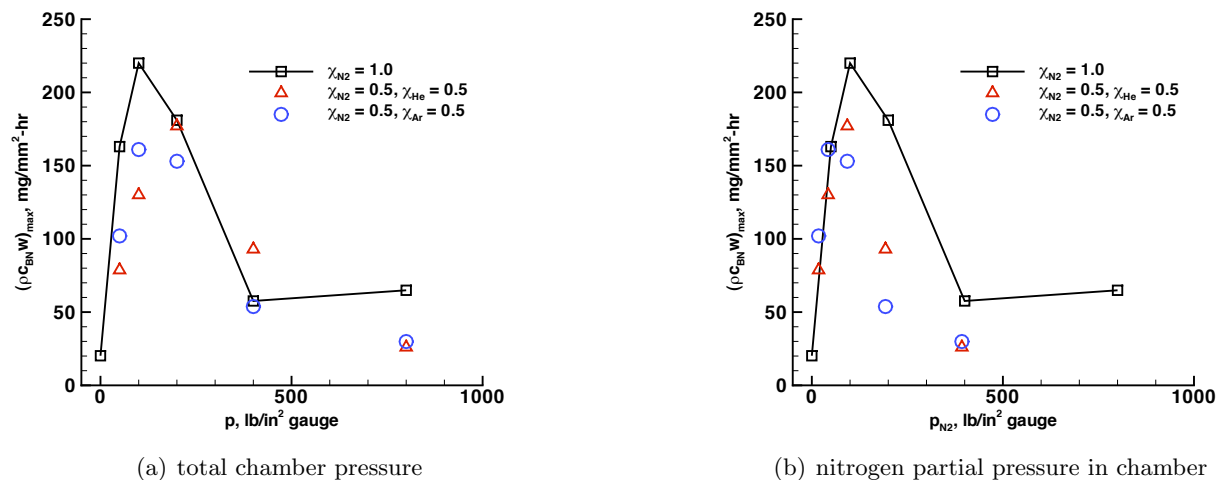 250
200
150
100
50
0
(ρc_BN w)_max, mg/mm²-hr
χ_N2 = 1.0
χ_N2 = 0.5, χ_He = 0.5
χ_N2 = 0.5, χ_Ar = 0.5
0 500 1000
p, lb/in² gauge
(a) total chamber pressure
250
200
150
100
50
0
(ρc_BN w)_max, mg/mm²-hr
χ_N2 = 1.0
χ_N2 = 0.5, χ_He = 0.5
χ_N2 = 0.5, χ_Ar = 0.5
0 500 1000
p_N2, lb/in² gauge
(b) nitrogen partial pressure in chamber